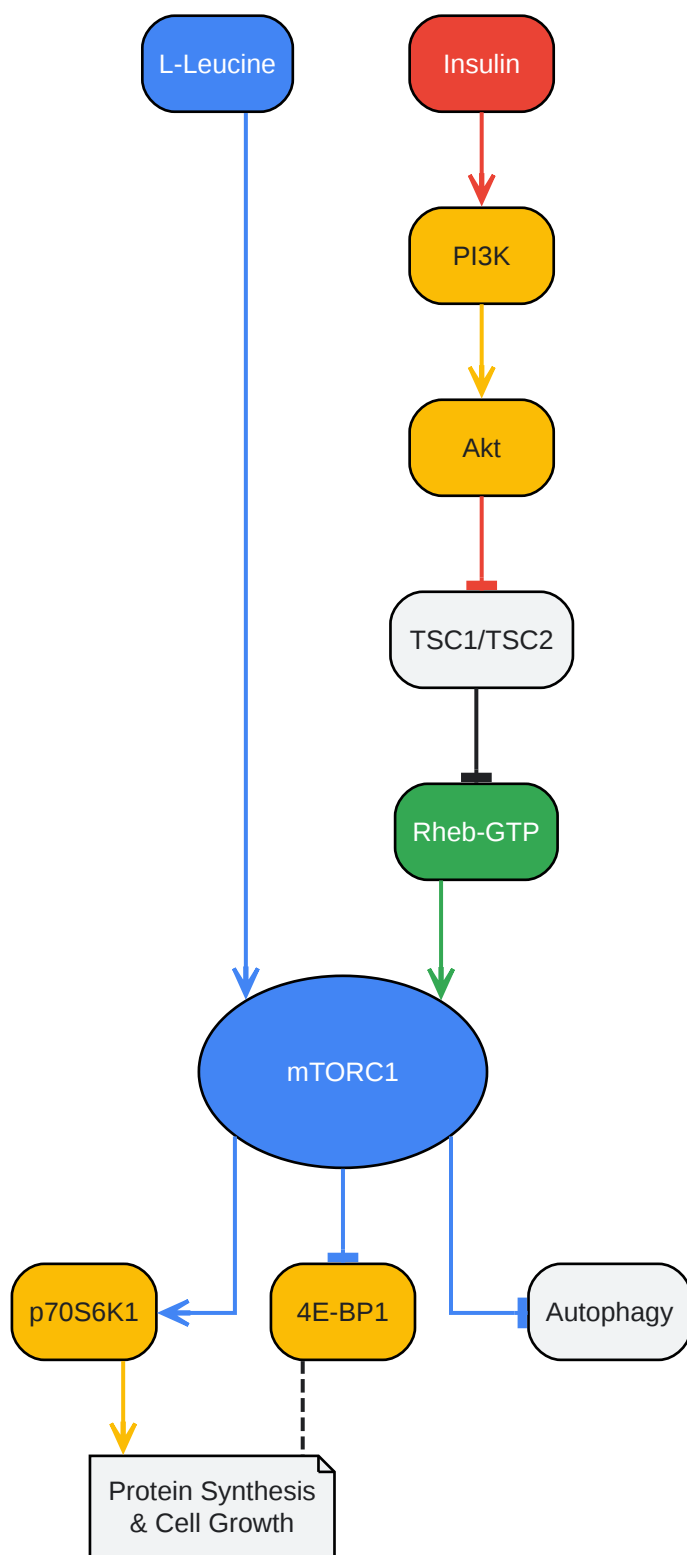 L-Leucine
Insulin
PI3K
Akt
TSC1/TSC2
Rheb-GTP
mTORC1
p70S6K1
4E-BP1
Autophagy
Protein Synthesis
& Cell Growth